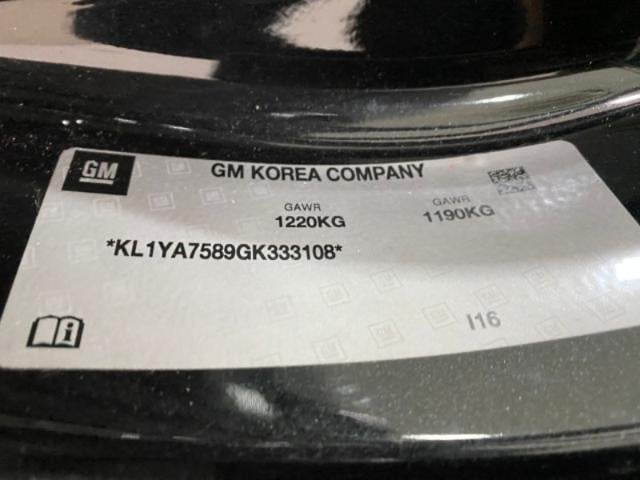 GM
GM KOREA COMPANY
GAWR GAWR
1220KG 1190KG
*KL1YA7589GK333108*
I16